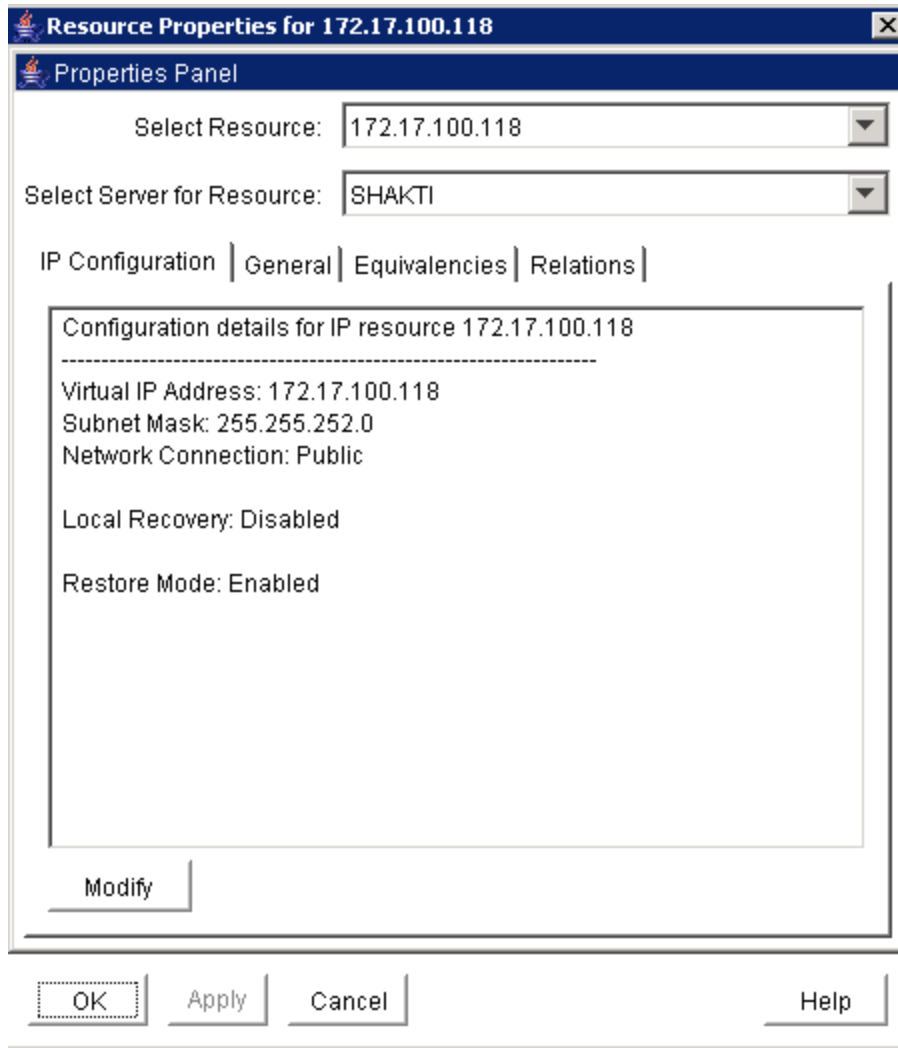 Resource Properties for 172.17.100.118
Properties Panel
Select Resource: 172.17.100.118
Select Server for Resource: SHAKTI
IP Configuration General Equivalencies Relations
Configuration details for IP resource 172.17.100.118
-------------------------------------------------------------------
Virtual IP Address: 172.17.100.118
Subnet Mask: 255.255.252.0
Network Connection: Public
Local Recovery: Disabled
Restore Mode: Enabled
Modify
OK Apply Cancel Help